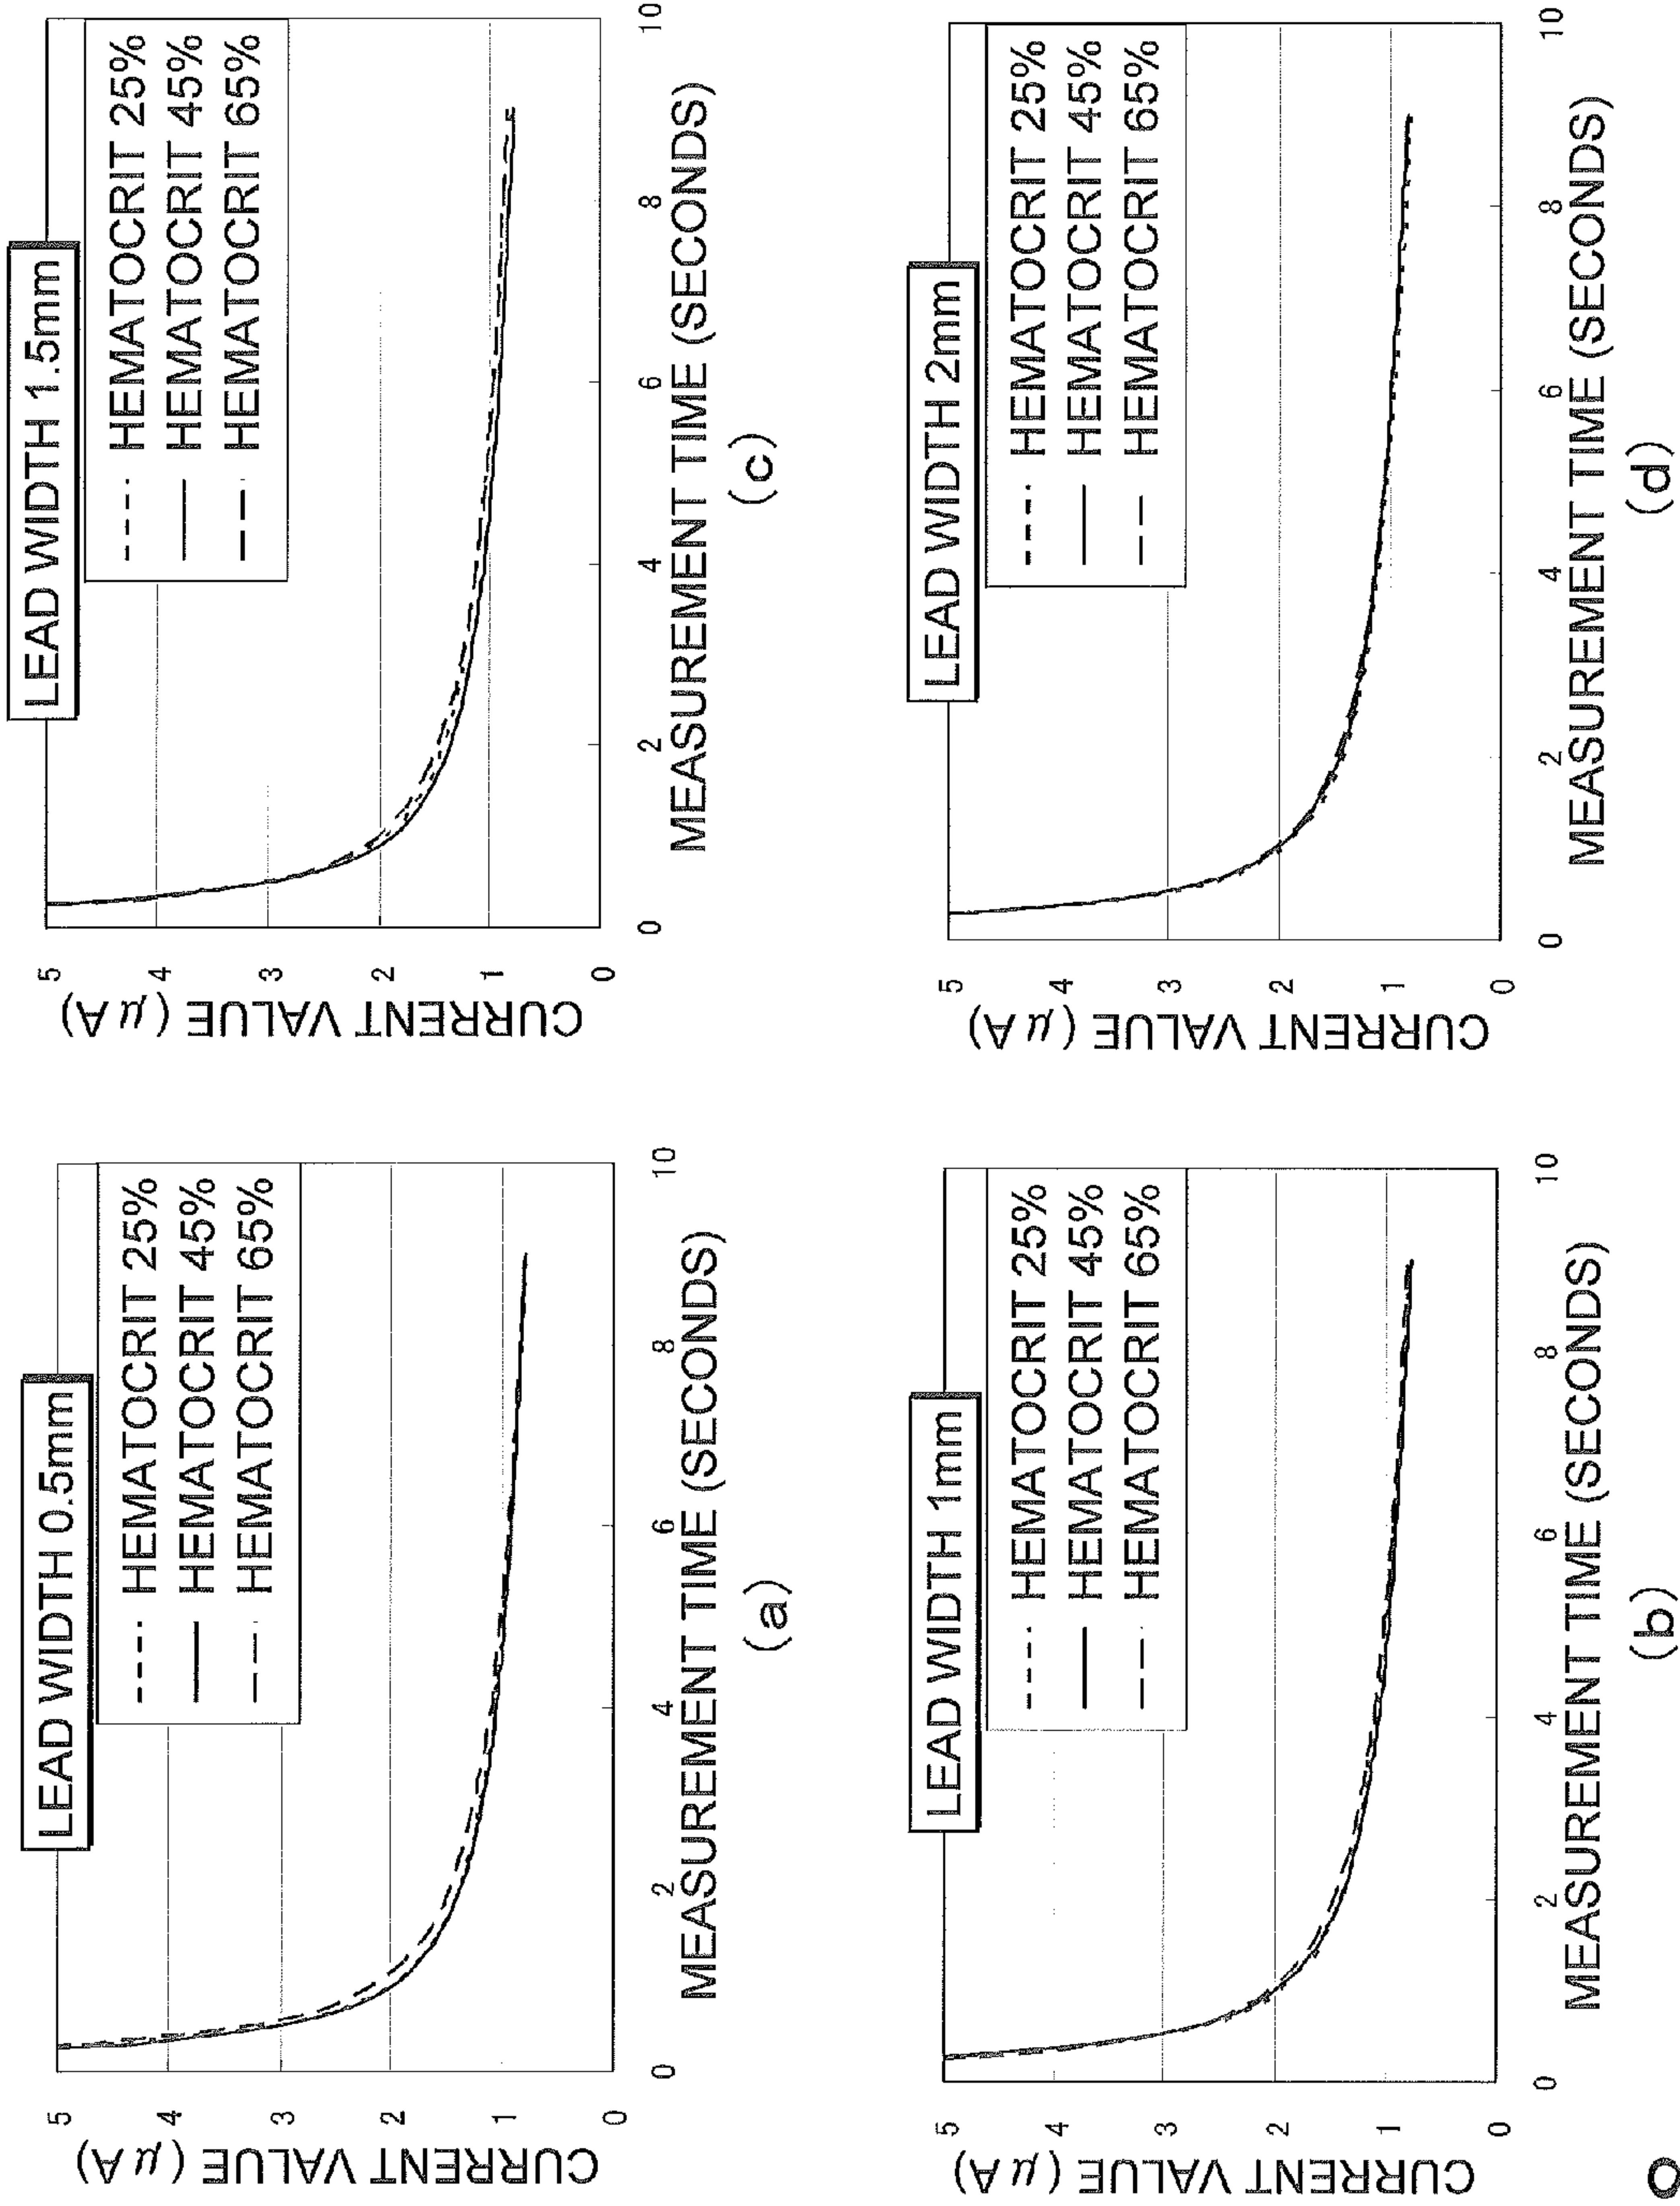 LEAD WIDTH 0.5mm
HEMATOCRIT 25%
HEMATOCRIT 45%
HEMATOCRIT 65%
CURRENT VALUE (μA)
5
4
3
2
1
0
0 2 4 6 8 10
MEASUREMENT TIME (SECONDS)
(a)
LEAD WIDTH 1mm
HEMATOCRIT 25%
HEMATOCRIT 45%
HEMATOCRIT 65%
CURRENT VALUE (μA)
5
4
3
2
1
0
0 2 4 6 8 10
MEASUREMENT TIME (SECONDS)
(b)
LEAD WIDTH 1.5mm
HEMATOCRIT 25%
HEMATOCRIT 45%
HEMATOCRIT 65%
CURRENT VALUE (μA)
5
4
3
2
1
0
0 2 4 6 8 10
MEASUREMENT TIME (SECONDS)
(c)
LEAD WIDTH 2mm
HEMATOCRIT 25%
HEMATOCRIT 45%
HEMATOCRIT 65%
CURRENT VALUE (μA)
5
4
3
2
1
0
0 2 4 6 8 10
MEASUREMENT TIME (SECONDS)
(d)